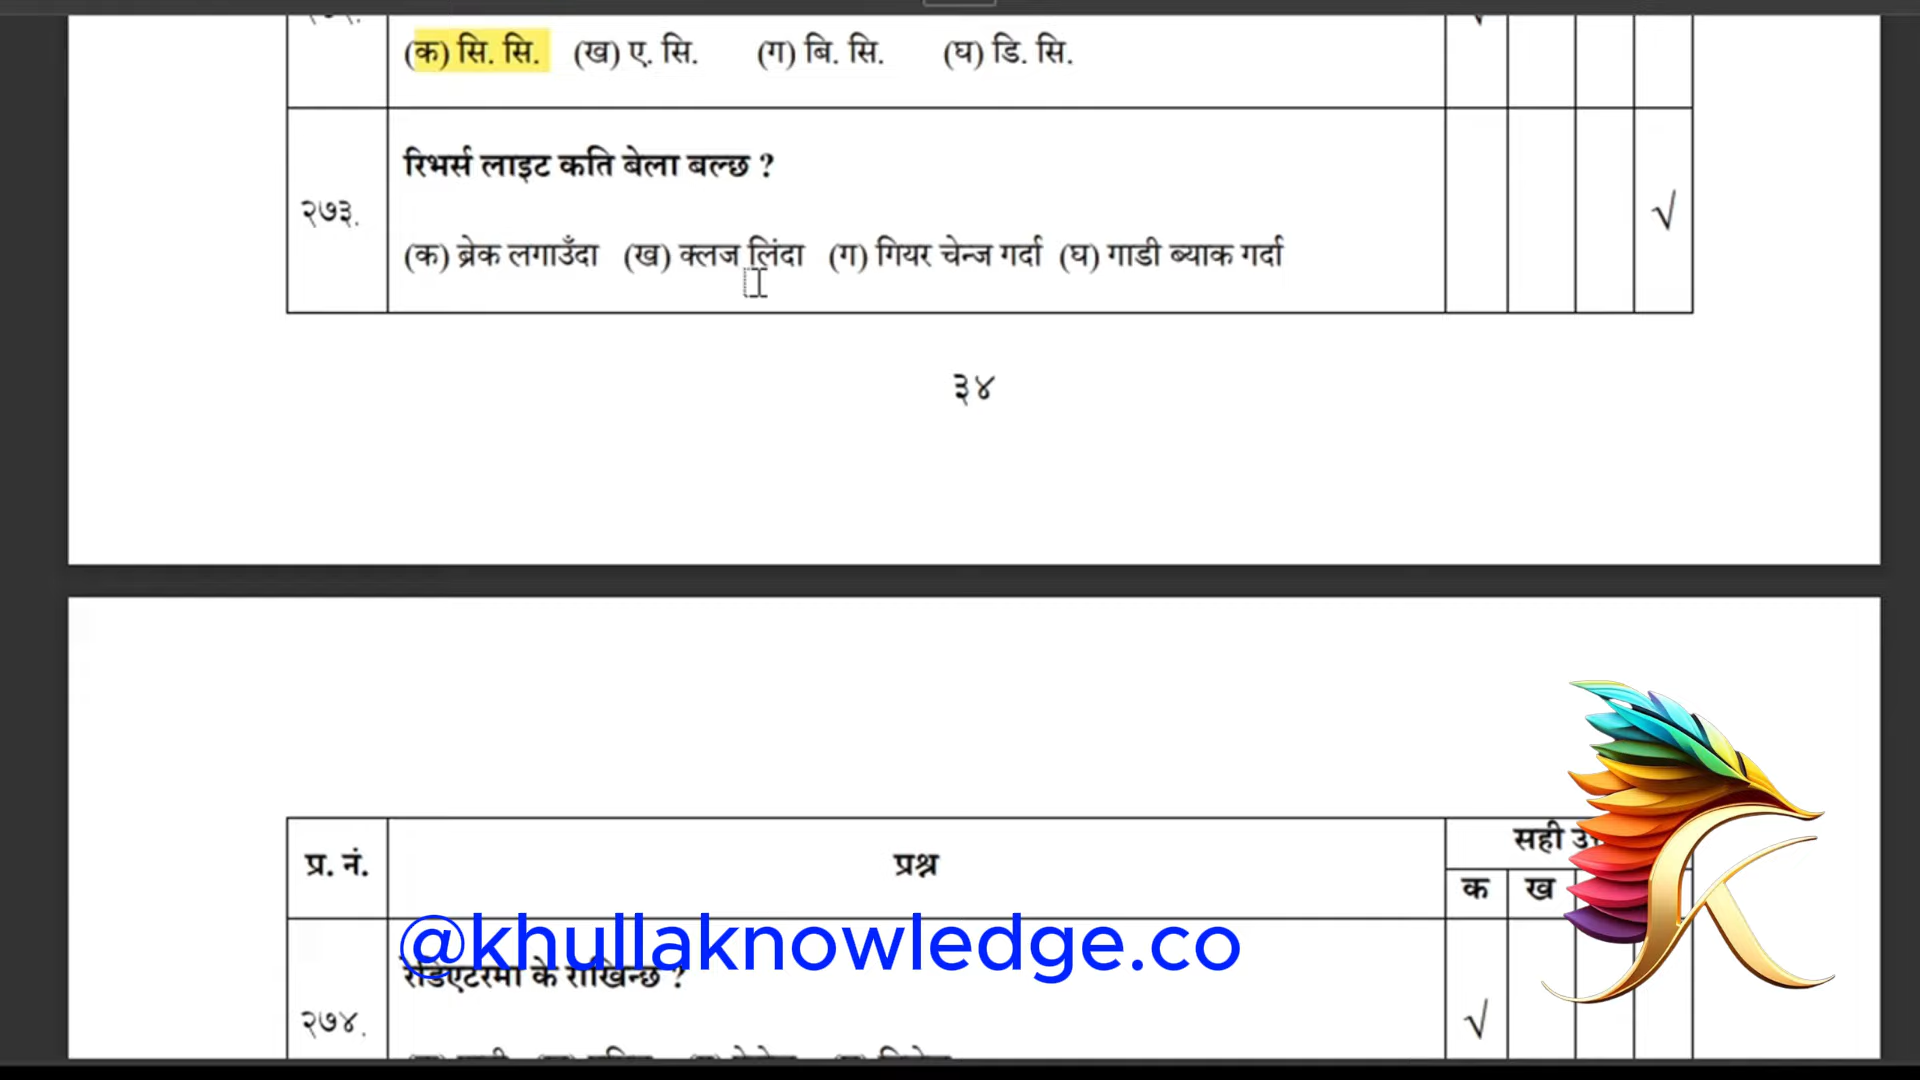 (क) सि. सि. (ख) ए. सि. (ग) बि. सि. (घ) डि. सि.
रिभर्स लाइट कति बेला बल्छ ?
२७३.
√
(क) ब्रेक लगाउँदा (ख) क्लज लिंदा (ग) गियर चेन्ज गर्दा (घ) गाडी ब्याक गर्दा
३४
प्र. नं.
प्रश्न
सही
क ख
@khullaknowledge.co
रेडिएटरमा के राखिन्छ ?
२७४.
√